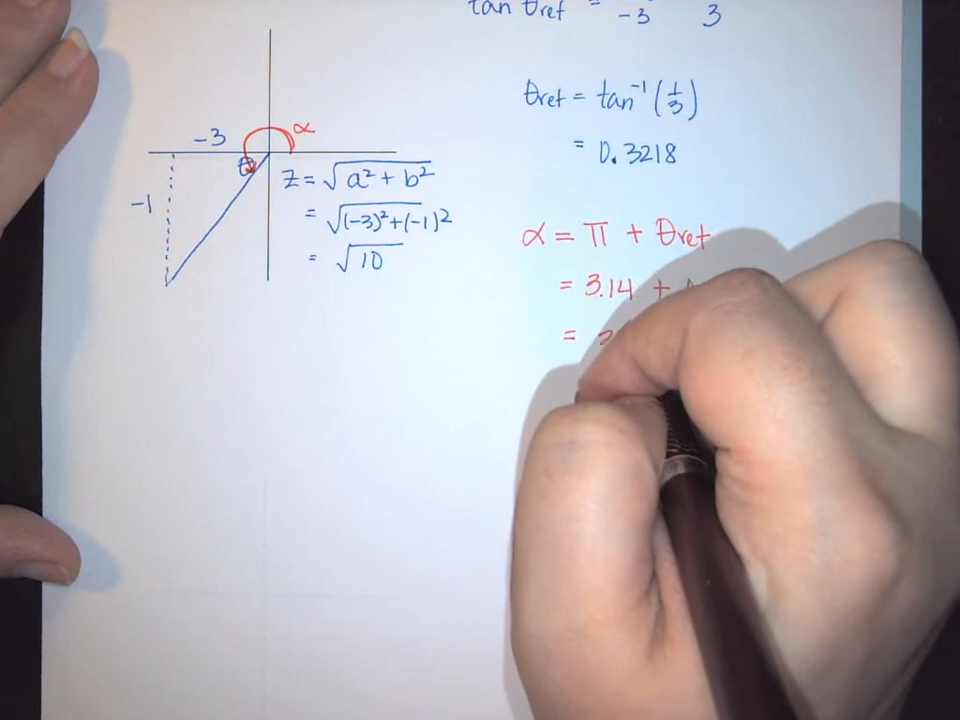 tan θref = -3 3
-3
α
-1
θ
z = √a² + b²
= √(-3)²+(-1)²
= √10
θref = tan⁻¹(1/3)
= 0.3218
α = π + θref
= 3.14 +
=